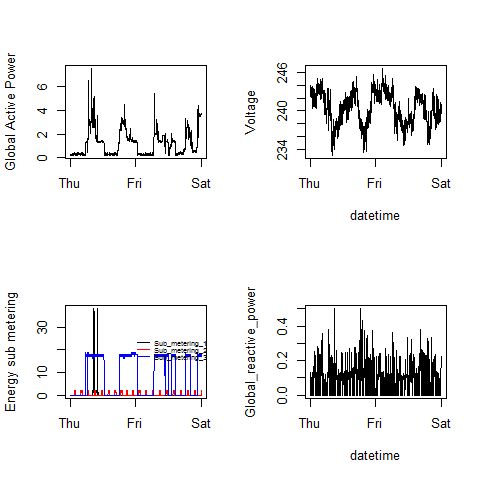 Global Active Power
0 2 4 6
Thu Fri Sat
Voltage
234 240 246
Thu Fri Sat
datetime
Energy sub metering
0 10 30
Sub_metering_1
Sub_metering_2
Sub_metering_3
Thu Fri Sat
Global_reactive_power
0.0 0.2 0.4
Thu Fri Sat
datetime